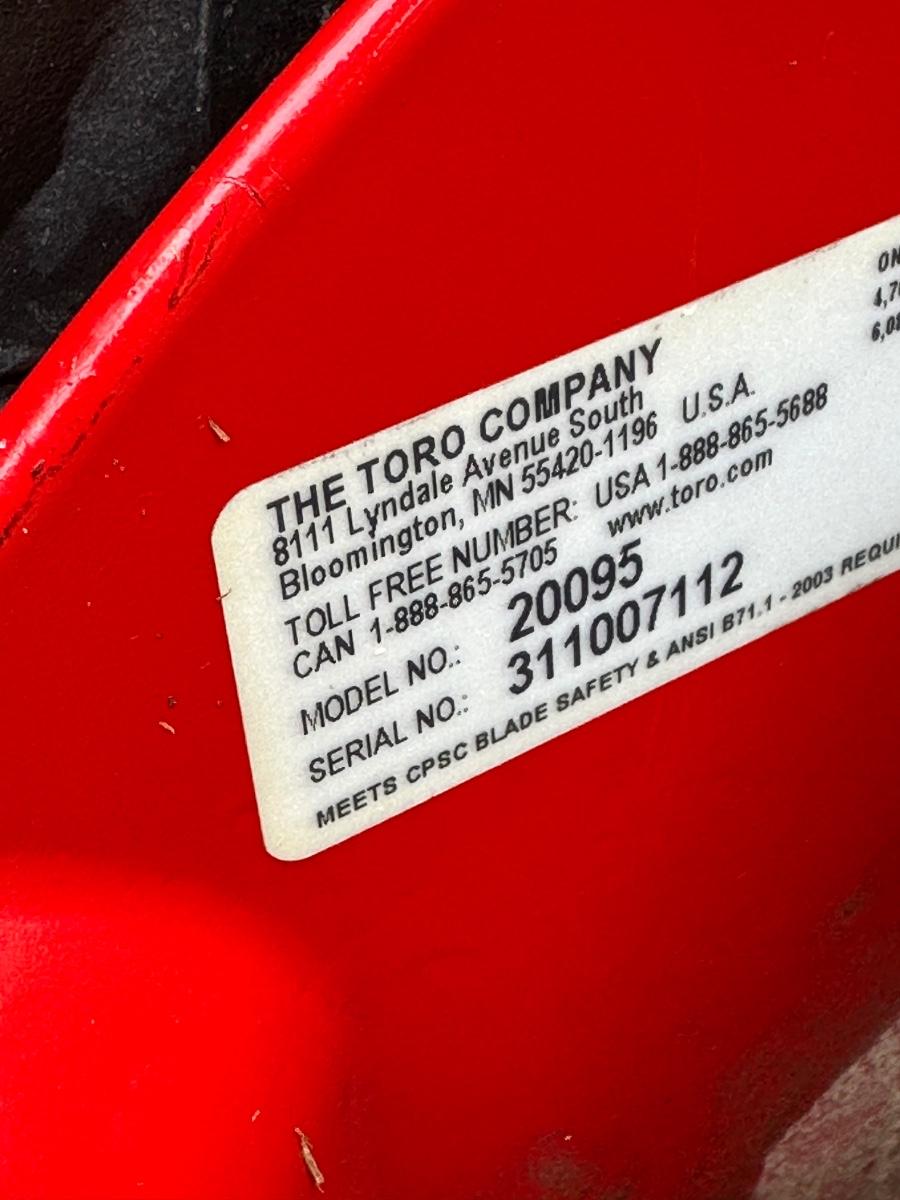 THE TORO COMPANY
8111 Lyndale Avenue South
Bloomington, MN 55420-1196 U.S.A.
TOLL FREE NUMBER: USA 1-888-865-5688
CAN 1-888-865-5705 www.toro.com
MODEL NO.: 20095
SERIAL NO.: 311007112
MEETS CPSC BLADE SAFETY & ANSI B71.1 - 2003